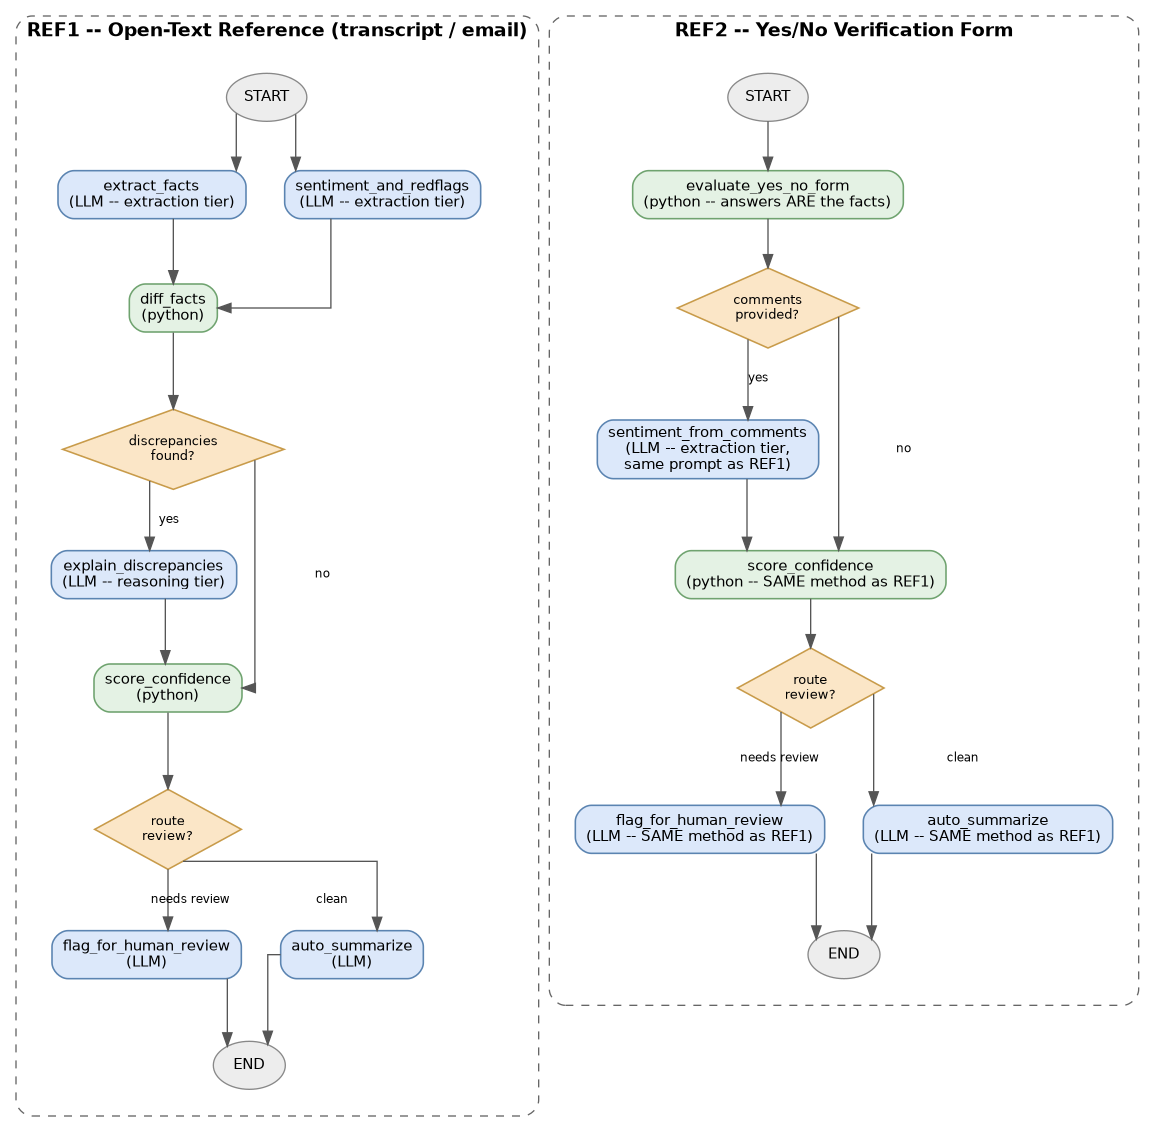 REF1 -- Open-Text Reference (transcript / email)
START
extract_facts
(LLM -- extraction tier)
sentiment_and_redflags
(LLM -- extraction tier)
diff_facts
(python)
discrepancies
found?
yes
explain_discrepancies
(LLM -- reasoning tier)
no
score_confidence
(python)
route
review?
needs review
clean
flag_for_human_review
(LLM)
auto_summarize
(LLM)
END
REF2 -- Yes/No Verification Form
START
evaluate_yes_no_form
(python -- answers ARE the facts)
comments
provided?
yes
sentiment_from_comments
(LLM -- extraction tier,
same prompt as REF1)
no
score_confidence
(python -- SAME method as REF1)
route
review?
needs review
clean
flag_for_human_review
(LLM -- SAME method as REF1)
auto_summarize
(LLM -- SAME method as REF1)
END